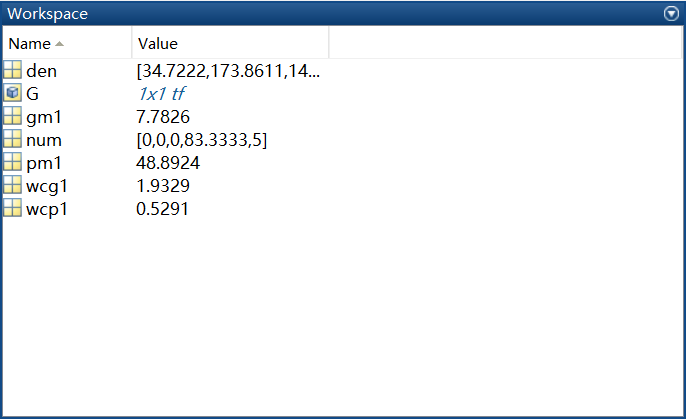 Workspace
Name Value
den [34.7222,173.8611,14...
G 1x1 tf
gm1 7.7826
num [0,0,0,83.3333,5]
pm1 48.8924
wcg1 1.9329
wcp1 0.5291